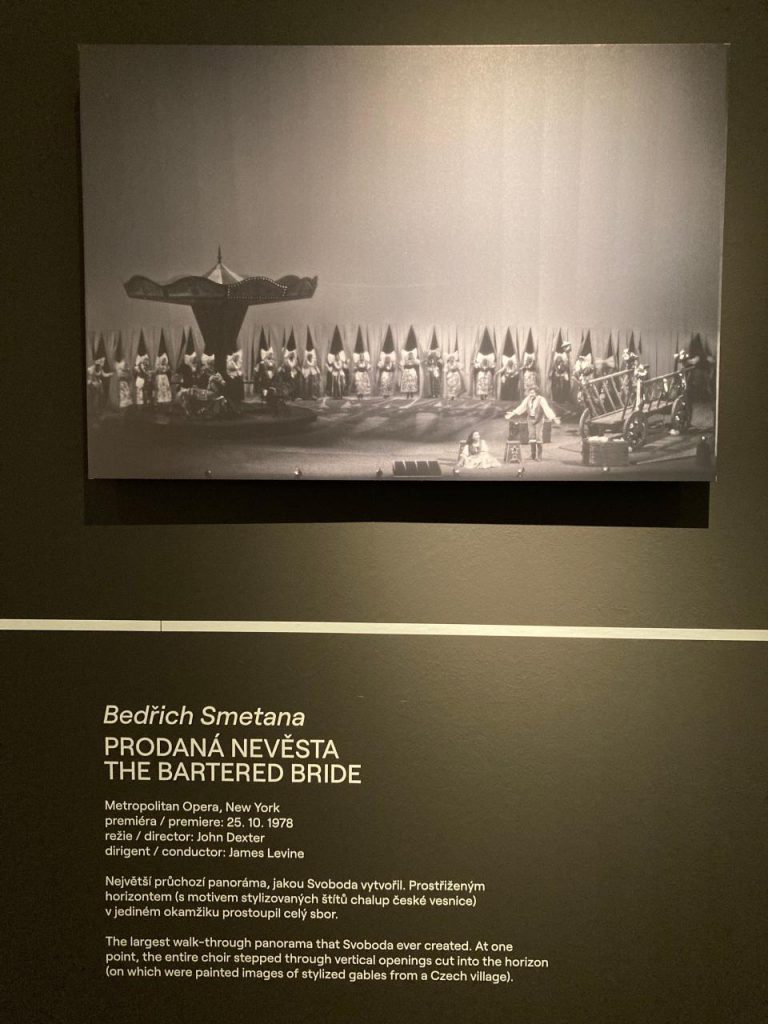 Bedřich Smetana
PRODANÁ NEVĚSTA
THE BARTERED BRIDE
Metropolitan Opera, New York
premiéra / premiere: 25. 10. 1978
režie / director: John Dexter
dirigent / conductor: James Levine
Největší průchozí panoráma, jakou Svoboda vytvořil. Prostřiženým
horizontem (s motivem stylizovaných štítů chalup české vesnice)
v jediném okamžiku prostoupil celý sbor.
The largest walk-through panorama that Svoboda ever created. At one
point, the entire choir stepped through vertical openings cut into the horizon
(on which were painted images of stylized gables from a Czech village).